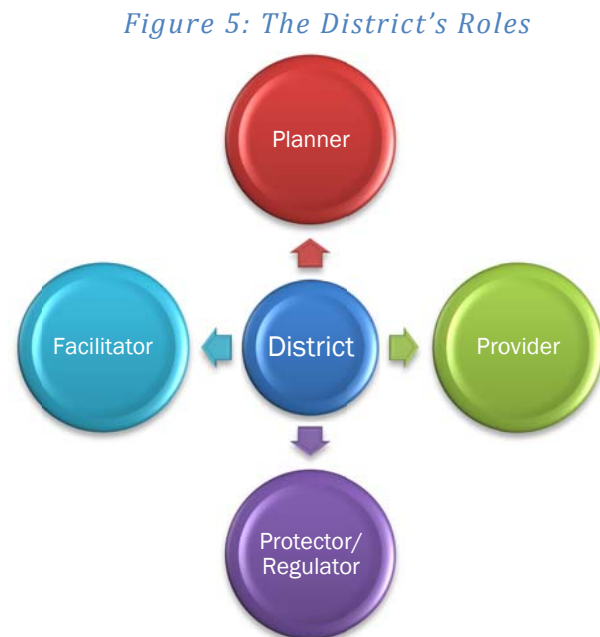 Figure 5: The District's Roles
Planner
Facilitator
District
Provider
Protector/
Regulator